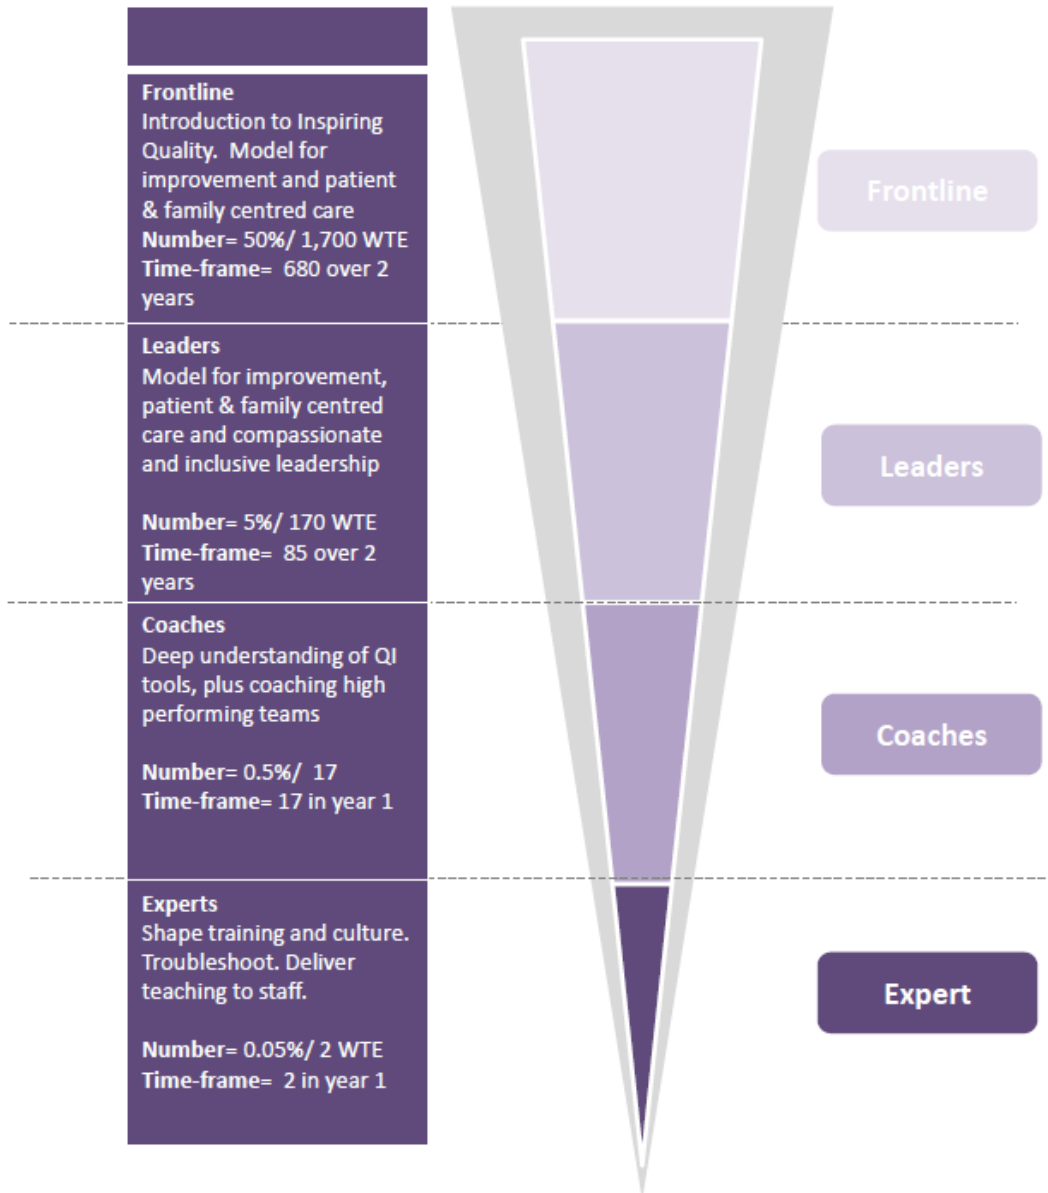 Frontline
Introduction to Inspiring
Quality.  Model for
improvement and patient
& family centred care
Number= 50%/ 1,700 WTE
Time-frame=  680 over 2
years
Frontline
Leaders
Model for improvement,
patient & family centred
care and compassionate
and inclusive leadership
Number= 5%/ 170 WTE
Time-frame=  85 over 2
years
Leaders
Coaches
Deep understanding of QI
tools, plus coaching high
performing teams
Number= 0.5%/  17
Time-frame= 17 in year 1
Coaches
Experts
Shape training and culture.
Troubleshoot. Deliver
teaching to staff.
Number= 0.05%/ 2 WTE
Time-frame=  2 in year 1
Expert